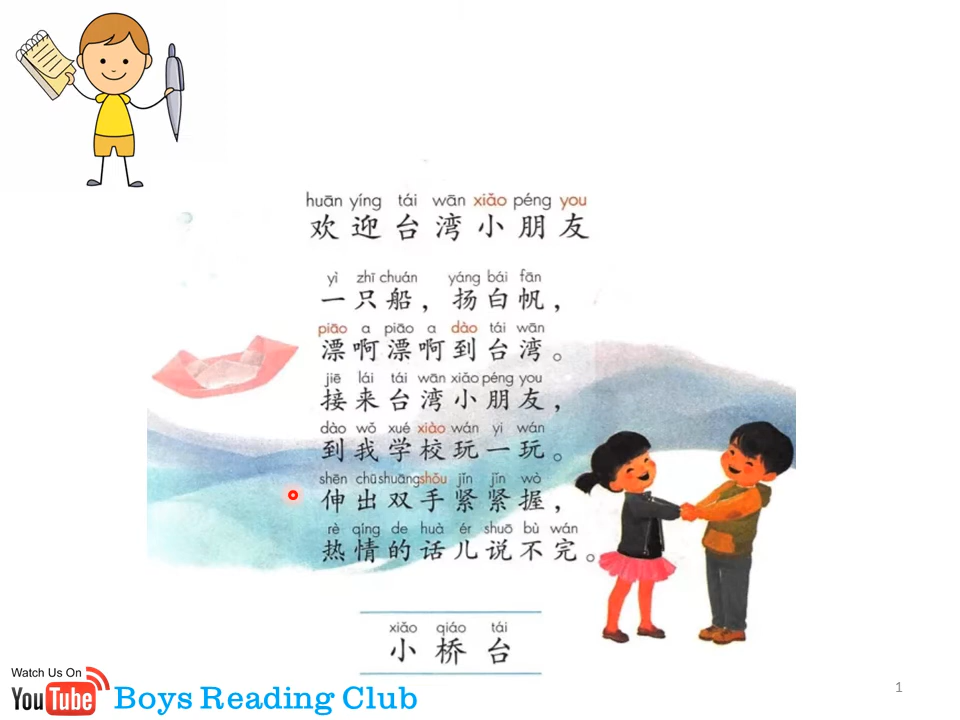 huān yíng tái wān xiǎo péng you
欢迎台湾小朋友
yì zhī chuán yáng bái fān
一只船，扬白帆，
piāo a piāo a dào tái wān
漂啊漂啊到台湾。
jiē lái tái wān xiǎo péng you
接来台湾小朋友，
dào wǒ xué xiào wán yi wán
到我学校玩一玩。
shēn chū shuāng shǒu jǐn jǐn wò
伸出双手紧紧握，
rè qíng de huà ér shuō bù wán
热情的话儿说不完。
xiǎo qiáo tái
小桥台
Watch Us On
YouTube Boys Reading Club
1